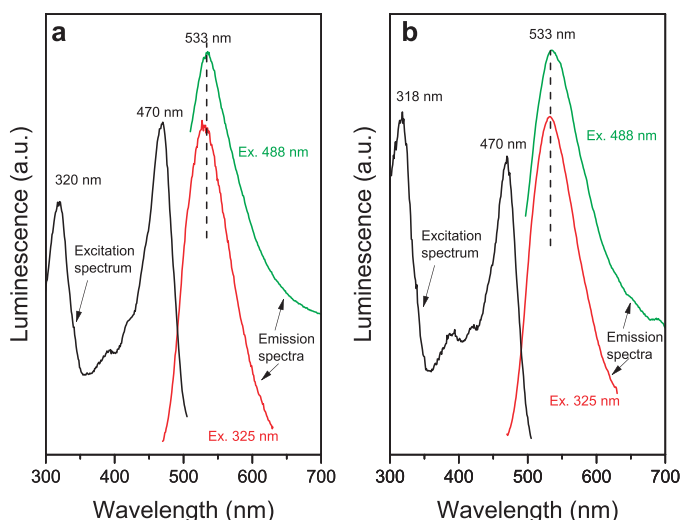 a
533 nm
470 nm
320 nm
Ex. 488 nm
Excitation
spectrum
Emission
spectra
Ex. 325 nm
Luminescence (a.u.)
300 400 500 600 700
Wavelength (nm)
b
533 nm
318 nm
470 nm
Ex. 488 nm
Excitation
spectrum
Emission
spectra
Ex. 325 nm
Luminescence (a.u.)
300 400 500 600 700
Wavelength (nm)